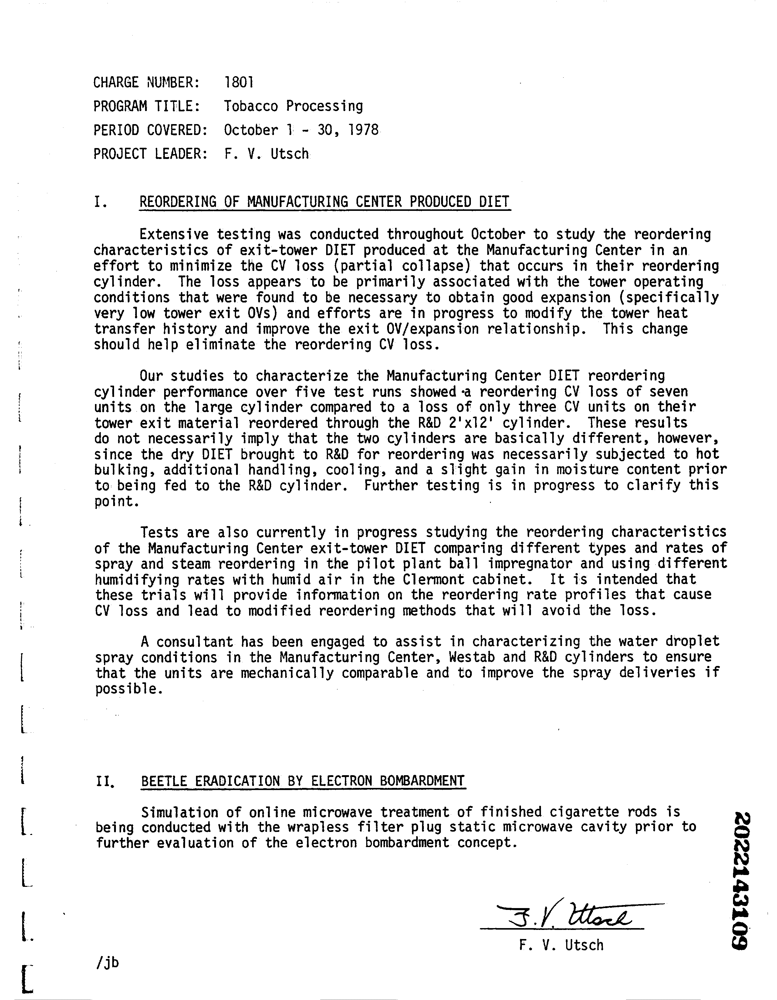 CHARGE NUMBER: 1801
PROGRAM TITLE: Tobacco Processing
PERIOD COVERED: October 1 - 30, 1978
PROJECT LEADER: F. V. Utsch
I. REORDERING OF MANUFACTURING CENTER PRODUCED DIET
Extensive testing was conducted throughout October to study the reordering
characteristics of exit-tower DIET produced at the Manufacturing Center in an
effort to minimize the CV loss (partial collapse) that occurs in their reordering
cylinder. The loss appears to be primarily associated with the tower operating
conditions that were found to be necessary to obtain good expansion (specifically
very low tower exit OVs) and efforts are in progress to modify the tower heat
transfer history and improve the exit OV/expansion relationship. This change
should help eliminate the reordering CV loss.
Our studies to characterize the Manufacturing Center DIET reordering
cylinder performance over five test runs showed a reordering CV loss of seven
units on the large cylinder compared to a loss of only three CV units on their
tower exit material reordered through the R&D 2'x12' cylinder. These results
do not necessarily imply that the two cylinders are basically different, however,
since the dry DIET brought to R&D for reordering was necessarily subjected to hot
bulking, additional handling, cooling, and a slight gain in moisture content prior
to being fed to the R&D cylinder. Further testing is in progress to clarify this
point.
Tests are also currently in progress studying the reordering characteristics
of the Manufacturing Center exit-tower DIET comparing different types and rates of
spray and steam reordering in the pilot plant ball impregnator and using different
humidifying rates with humid air in the Clermont cabinet. It is intended that
these trials will provide information on the reordering rate profiles that cause
CV loss and lead to modified reordering methods that will avoid the loss.
A consultant has been engaged to assist in characterizing the water droplet
spray conditions in the Manufacturing Center, Westab and R&D cylinders to ensure
that the units are mechanically comparable and to improve the spray deliveries if
possible.
II. BEETLE ERADICATION BY ELECTRON BOMBARDMENT
Simulation of online microwave treatment of finished cigarette rods is
being conducted with the wrapless filter plug static microwave cavity prior to
further evaluation of the electron bombardment concept.
F. V. Utsch
F. V. Utsch
/jb
2022143109